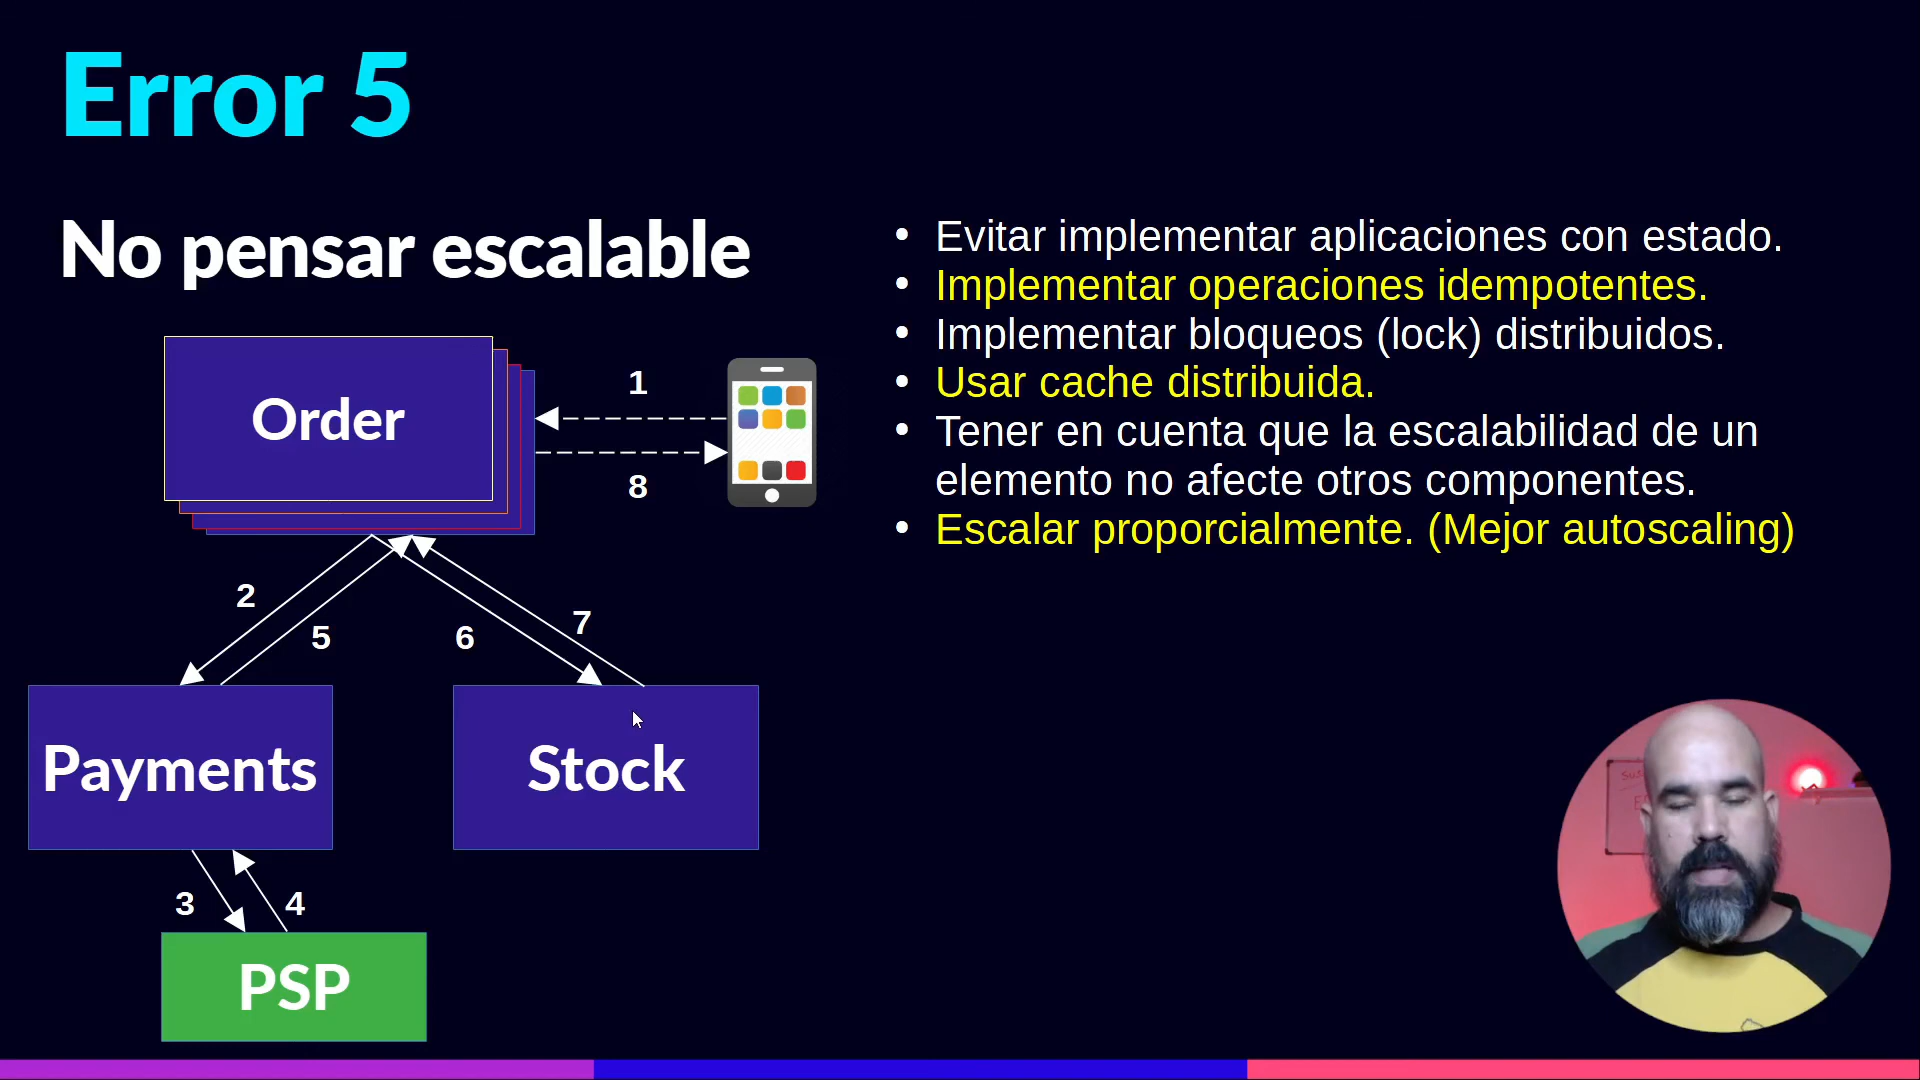 Error 5
No pensar escalable
• Evitar implementar aplicaciones con estado.
• Implementar operaciones idempotentes.
• Implementar bloqueos (lock) distribuidos.
• Usar cache distribuida.
• Tener en cuenta que la escalabilidad de un
elemento no afecte otros componentes.
• Escalar proporcialmente. (Mejor autoscaling)
Order
1
8
2
5
6
7
Payments
Stock
3
4
PSP